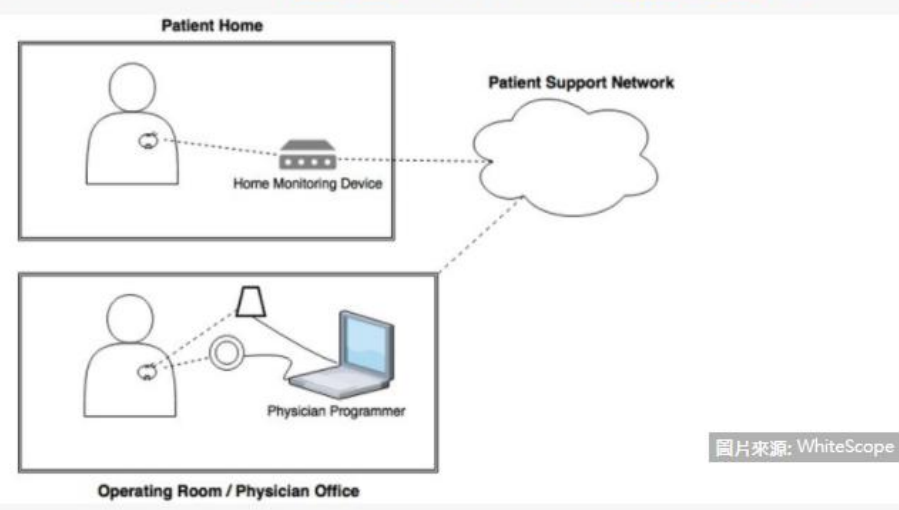 Patient Home
Patient Support Network
Home Monitoring Device
Physician Programmer
圖片來源: WhiteScope
Operating Room / Physician Office